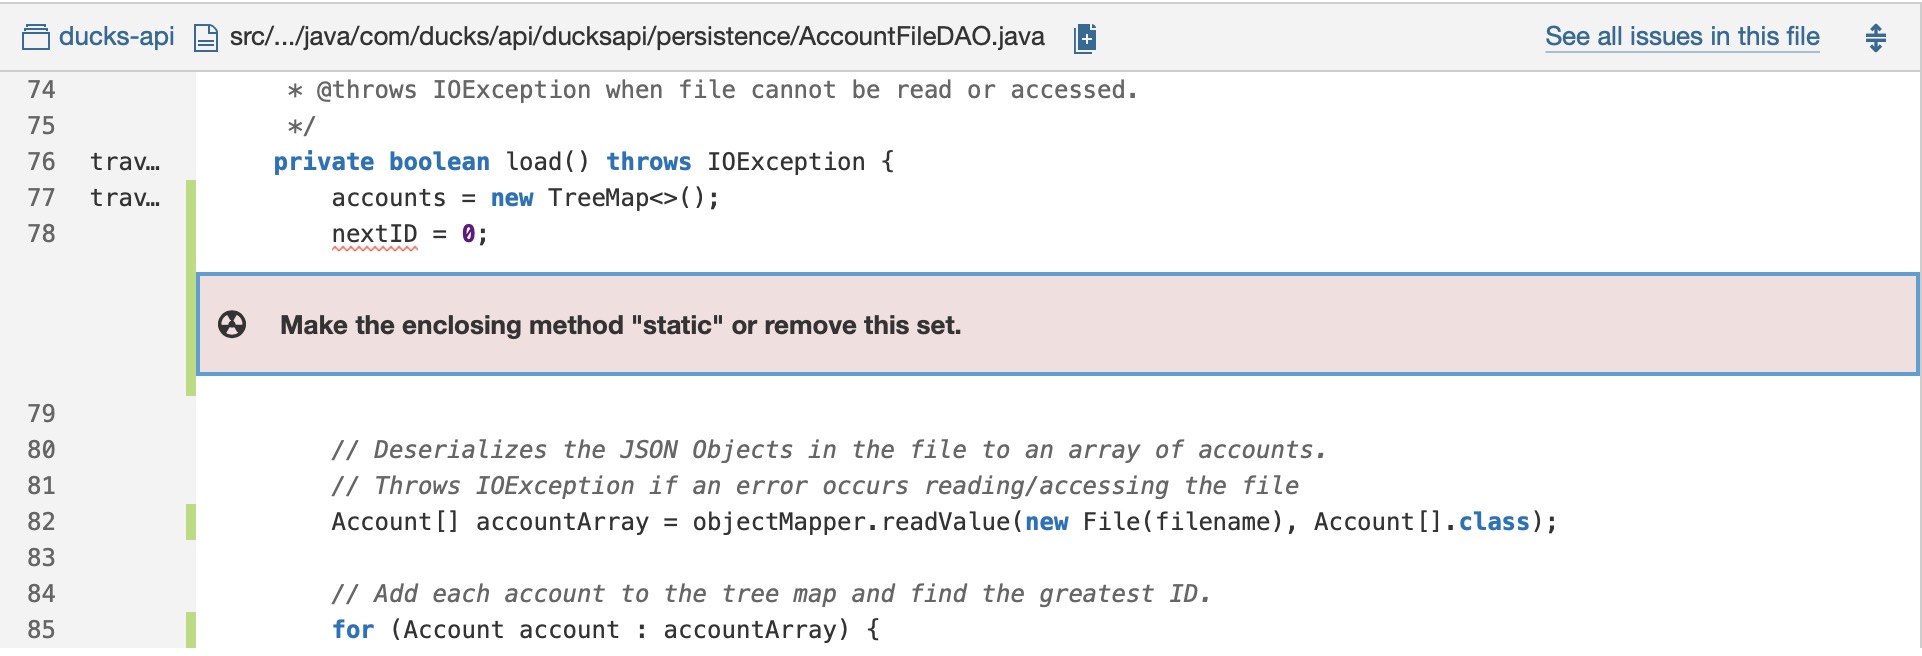 ducks-api src/.../java/com/ducks/api/ducksapi/persistence/AccountFileDAO.java See all issues in this file
74 * @throws IOException when file cannot be read or accessed.
75 */
76 trav… private boolean load() throws IOException {
77 trav… accounts = new TreeMap<>();
78 nextID = 0;
Make the enclosing method "static" or remove this set.
79
80 // Deserializes the JSON Objects in the file to an array of accounts.
81 // Throws IOException if an error occurs reading/accessing the file
82 Account[] accountArray = objectMapper.readValue(new File(filename), Account[].class);
83
84 // Add each account to the tree map and find the greatest ID.
85 for (Account account : accountArray) {